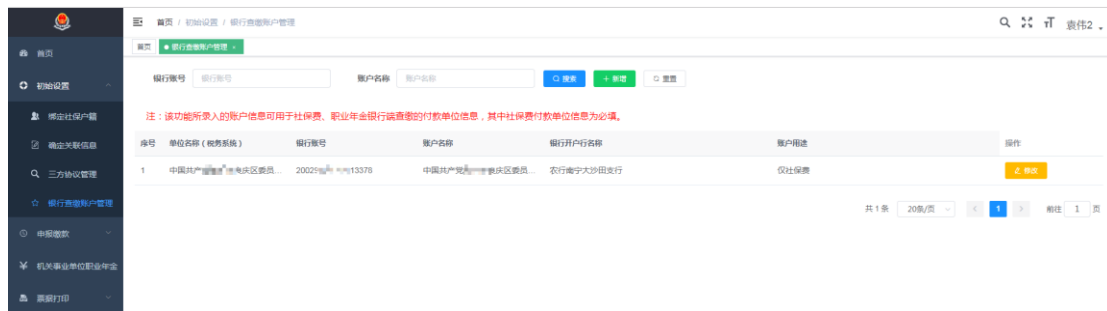 首页 / 初始设置 / 银行查缴账户管理
袁伟2
首页
初始设置
绑定社保户籍
确定关联信息
三方协议管理
银行查缴账户管理
申报缴款
机关事业单位职业年金
票据打印
首页 银行查缴账户管理 ×
银行账号 银行账号 账户名称 账户名称 搜索 + 新增 重置
注：该功能所录入的账户信息可用于社保费、职业年金银行端查缴的付款单位信息，其中社保费付款单位信息为必填。
序号 单位名称（税务系统） 银行账号 账户名称 银行开户行名称 账户用途 操作
1 中国共产 良庆区委员... 20029 13378 中国共产党 良庆区委员... 农行南宁大沙田支行 仅社保费 修改
共 1 条 20条/页 < 1 > 前往 1 页